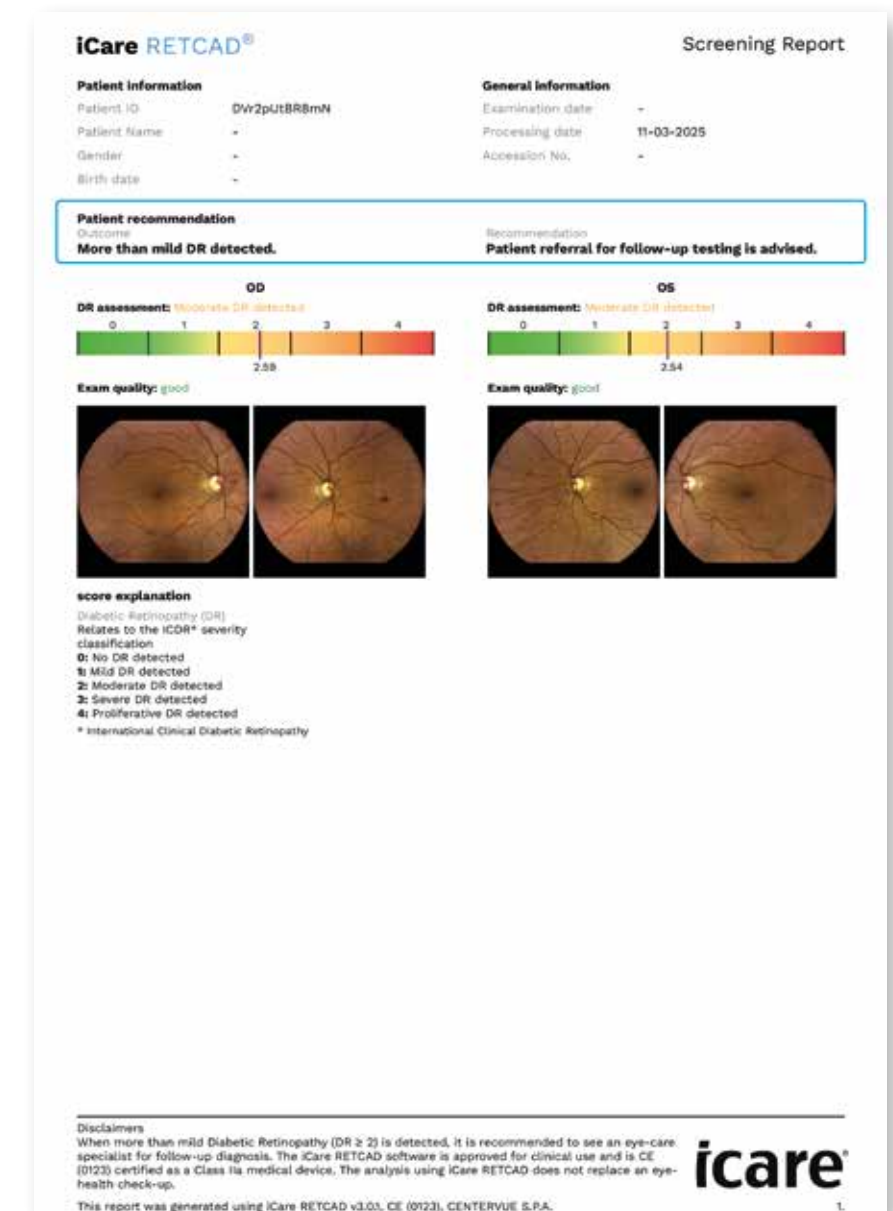 iCare RETCAD®
Screening Report
Patient information
Patient ID DVr2pUtBR8mN
Patient Name -
Gender -
Birth date -
General information
Examination date -
Processing date 11-03-2025
Accession No. -
Patient recommendation
Outcome
More than mild DR detected.
Recommendation
Patient referral for follow-up testing is advised.
OD
DR assessment: Moderate DR detected
0 1 2 3 4
2.59
Exam quality: good
OS
DR assessment: Moderate DR detected
0 1 2 3 4
2.54
Exam quality: good
score explanation
Diabetic Retinopathy (DR)
Relates to the ICDR* severity
classification
0: No DR detected
1: Mild DR detected
2: Moderate DR detected
3: Severe DR detected
4: Proliferative DR detected
* International Clinical Diabetic Retinopathy
Disclaimers
When more than mild Diabetic Retinopathy (DR ≥ 2) is detected, it is recommended to see an eye-care
specialist for follow-up diagnosis. The iCare RETCAD software is approved for clinical use and is CE
(0123) certified as a Class IIa medical device. The analysis using iCare RETCAD does not replace an eye-
health check-up.
icare
This report was generated using iCare RETCAD v3.0.1, CE (0123), CENTERVUE S.P.A.
1.